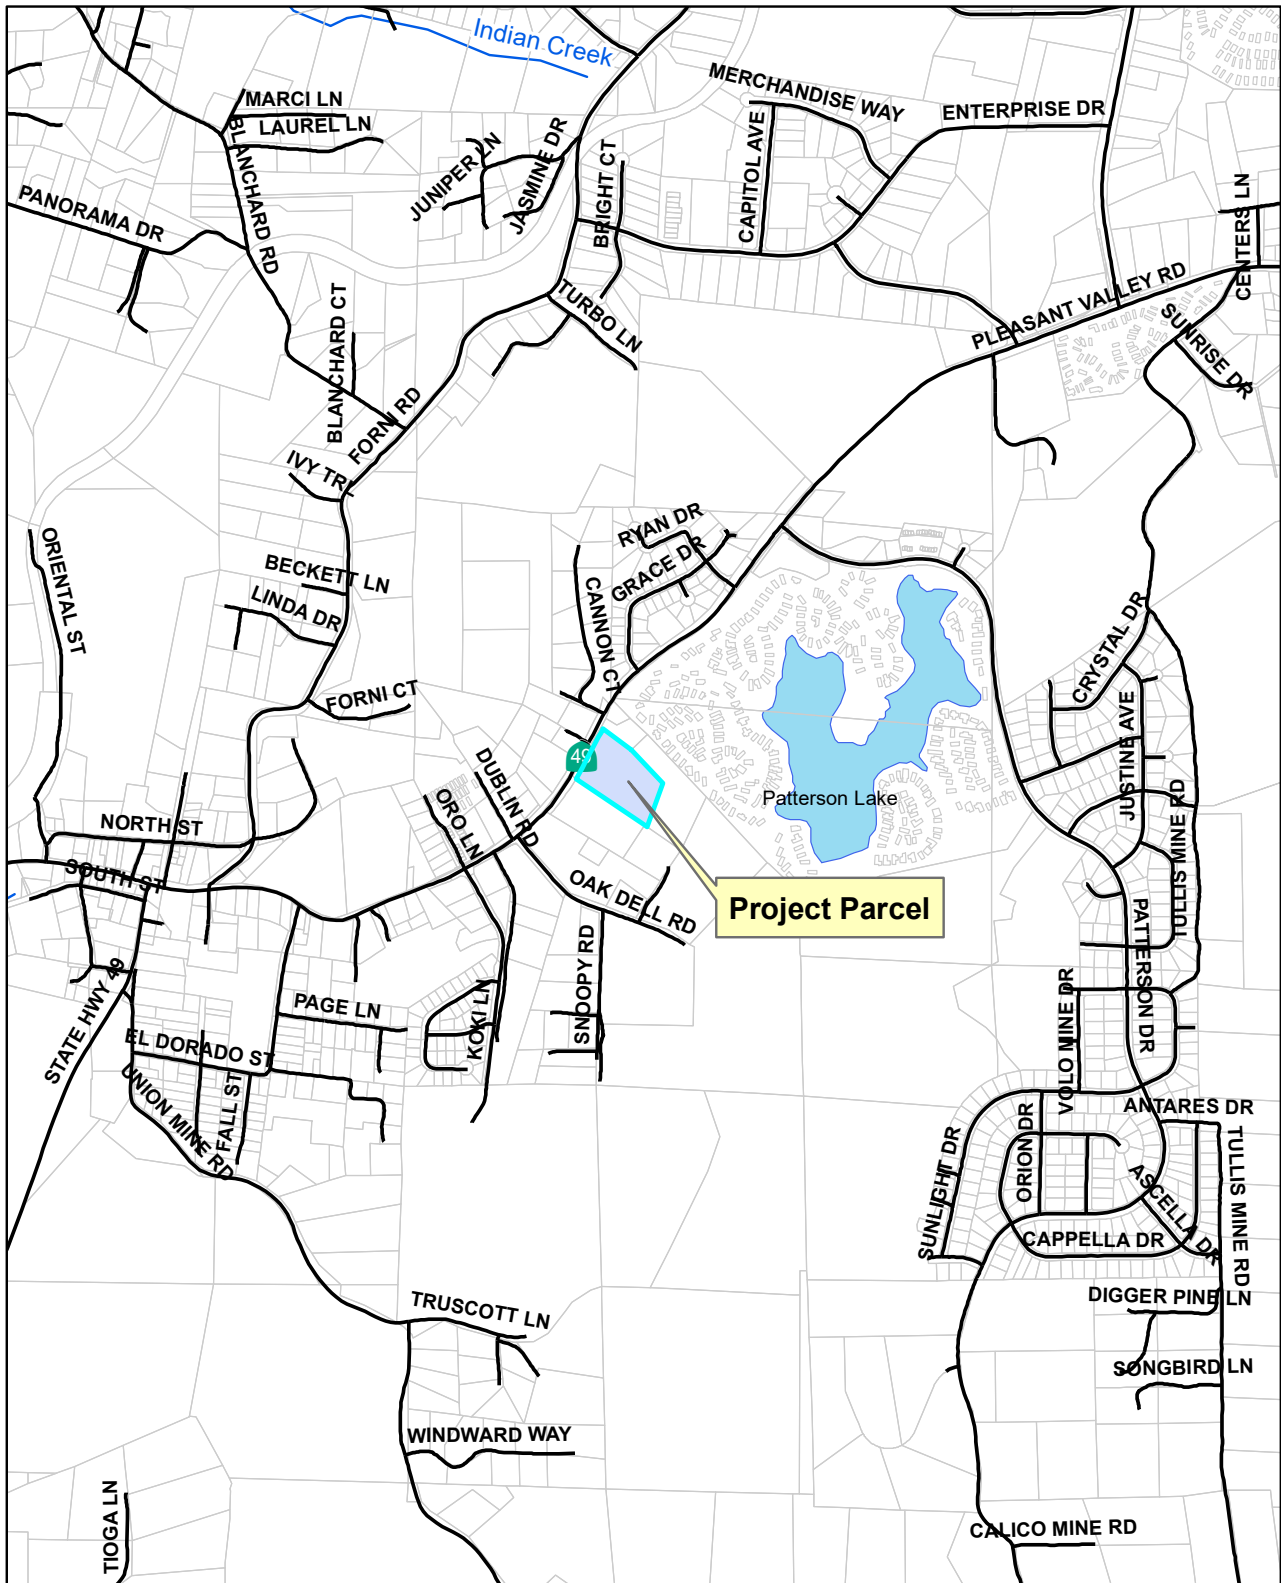 Indian Creek
MERCHANDISE WAY
MARCI LN
ENTERPRISE DR
LAUREL LN
BLANCHARD RD
CAPITOL AVE
JUNIPER LN
JASMINE DR
BRIGHT CT
PANORAMA DR
CENTERS LN
PLEASANT VALLEY RD
TURBO LN
BLANCHARD CT
SUNRISE DR
FORNI RD
IVY TRL
RYAN DR
ORIENTAL ST
GRACE DR
BECKETT LN
CANNON CT
LINDA DR
CRYSTAL DR
FORNI CT
JUSTINE AVE
49
DUBLIN RD
Patterson Lake
ORO LN
TULLIS MINE RD
NORTH ST
SOUTH ST
OAK DELL RD
Project Parcel
PATTERSON DR
SNOOPY RD
STATE HWY 49
PAGE LN
KOKI LN
VOLO MINE DR
EL DORADO ST
UNION MINE RD
FALL ST
ANTARES DR
ORION DR
SUNLIGHT DR
ASCELLA DR
TULLIS MINE RD
CAPPELLA DR
DIGGER PINE LN
TRUSCOTT LN
SONGBIRD LN
WINDWARD WAY
TIOGA LN
CALICO MINE RD